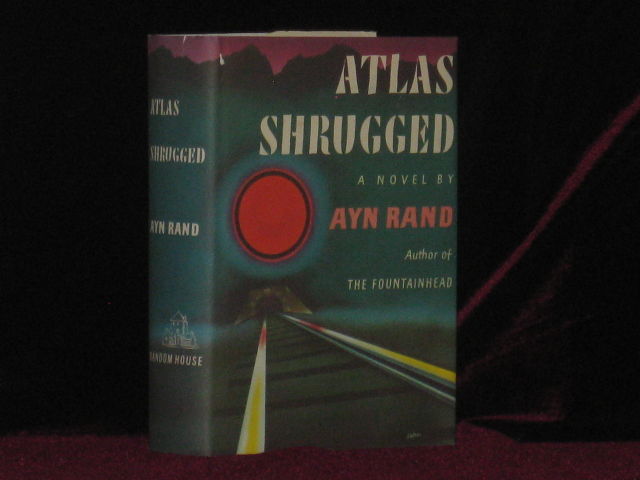 ATLAS
SHRUGGED
AYN RAND
RANDOM HOUSE
ATLAS
SHRUGGED
A NOVEL BY
AYN RAND
Author of
THE FOUNTAINHEAD